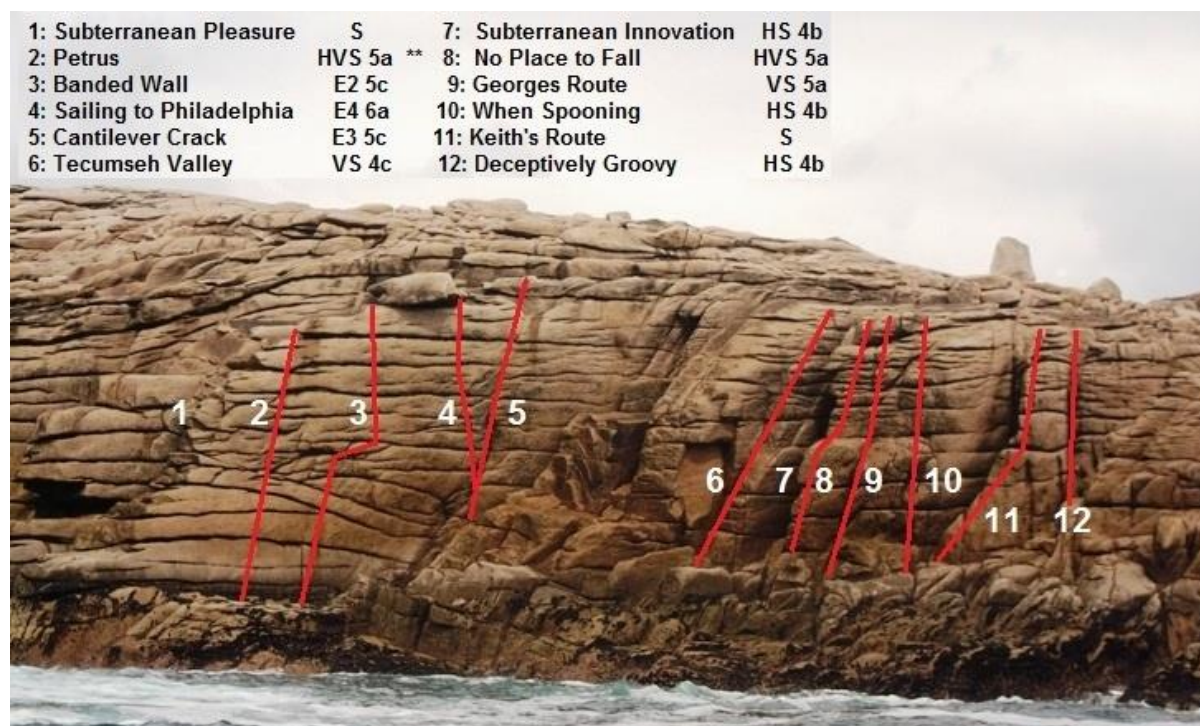 1: Subterranean Pleasure S 7: Subterranean Innovation HS 4b
2: Petrus HVS 5a ** 8: No Place to Fall HVS 5a
3: Banded Wall E2 5c 9: Georges Route VS 5a
4: Sailing to Philadelphia E4 6a 10: When Spooning HS 4b
5: Cantilever Crack E3 5c 11: Keith's Route S
6: Tecumseh Valley VS 4c 12: Deceptively Groovy HS 4b
1 2 3 4 5
6 7 8 9 10
11 12